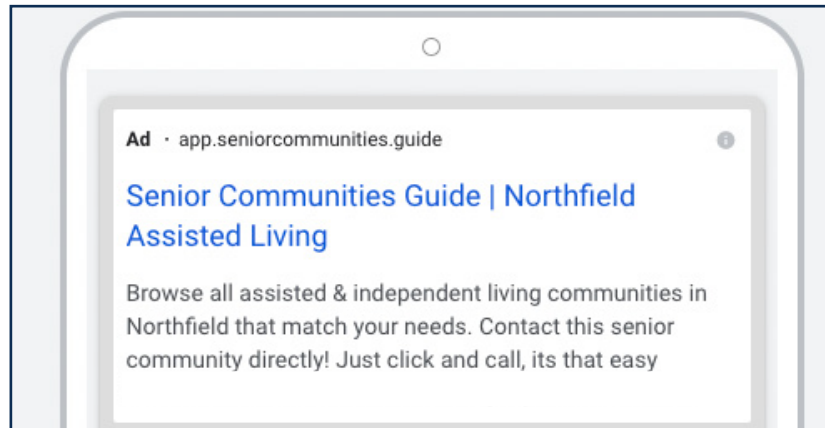 Ad · app.seniorcommunities.guide
Senior Communities Guide | Northfield
Assisted Living
Browse all assisted & independent living communities in
Northfield that match your needs. Contact this senior
community directly! Just click and call, its that easy